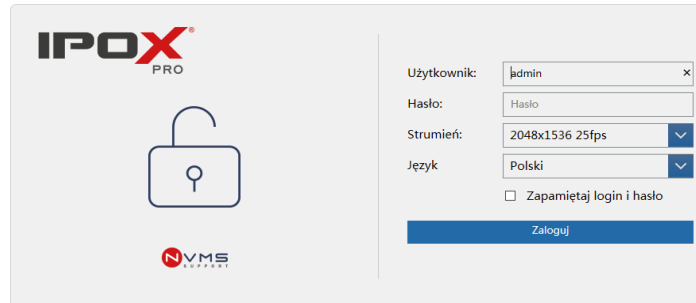 IPOX®
PRO
NVMS
SUPPORT
Użytkownik: admin ×
Hasło: Hasło
Strumień: 2048x1536 25fps
Język Polski
Zapamiętaj login i hasło
Zaloguj